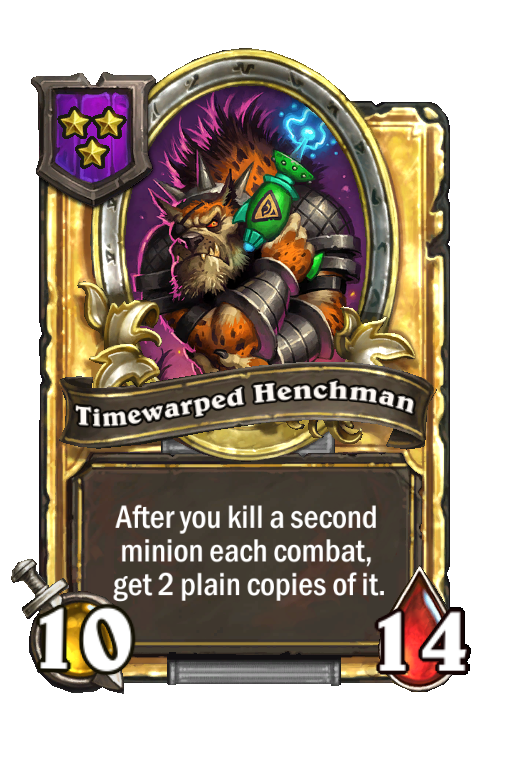 Timewarped Henchman
After you kill a second
minion each combat,
get 2 plain copies of it.
10
14